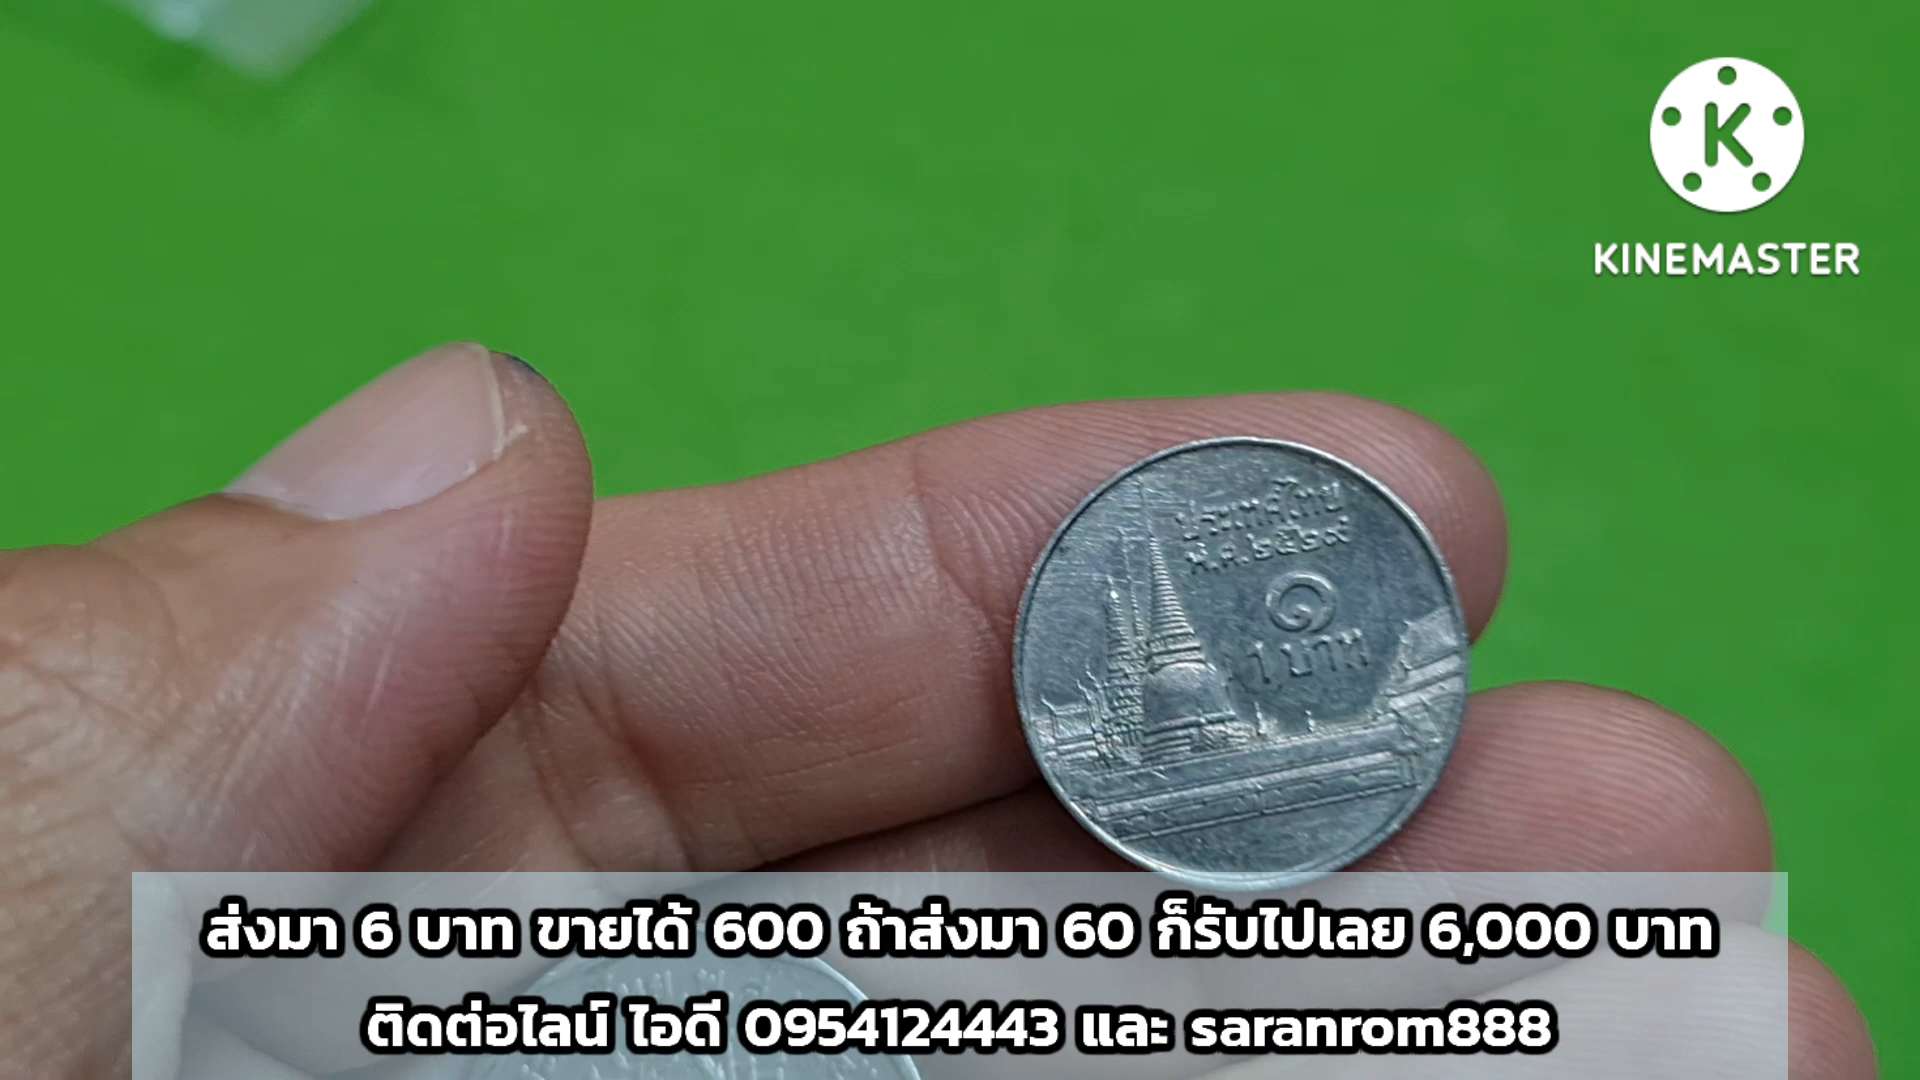 KINEMASTER
ประเทศไทย
พ.ศ.๒๕๒๙
๑
1 บาท
ส่งมา 6 บาท ขายได้ 600 ถ้าส่งมา 60 ก็รับไปเลย 6,000 บาท
ติดต่อไลน์ ไอดี 0954124443 และ saranrom888